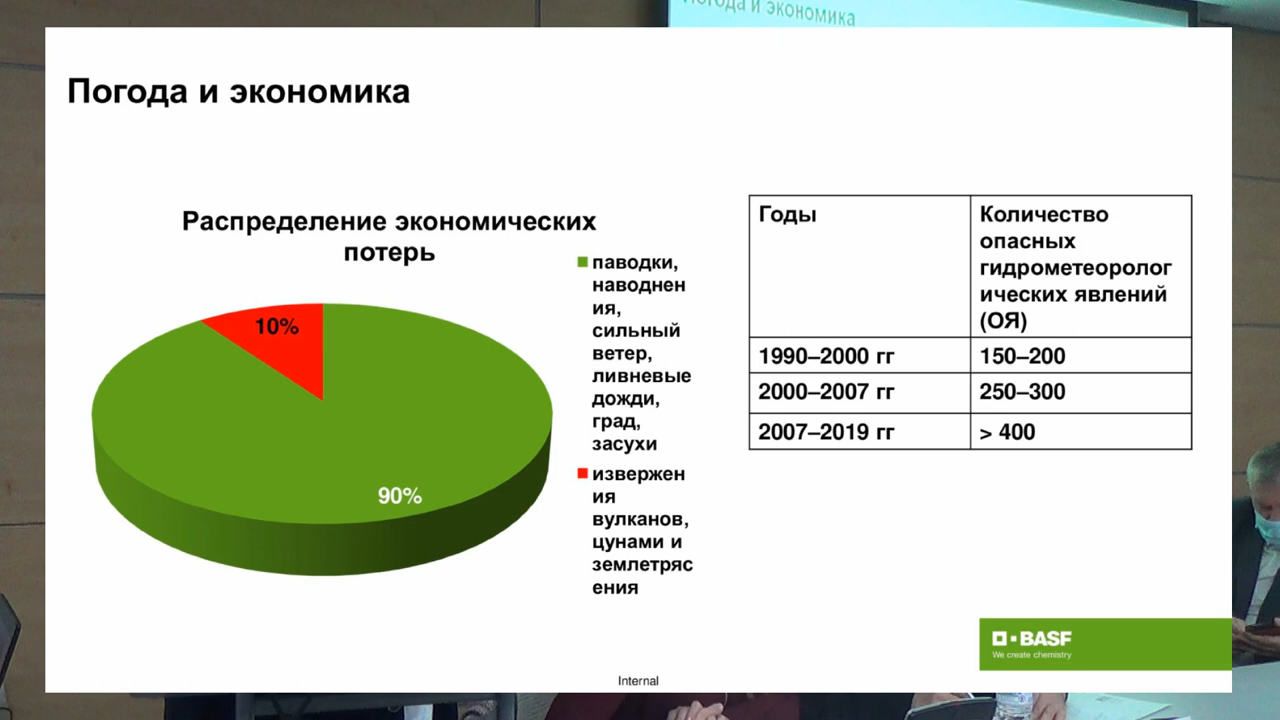 Погода и экономика
Погода и экономика
Распределение экономических
потерь
10%
90%
паводки,
наводнен
ия,
сильный
ветер,
ливневые
дожди,
град,
засухи
извержен
ия
вулканов,
цунами и
землетряс
ения
Годы
Количество
опасных
гидрометеоролог
ических явлений
(ОЯ)
1990–2000 гг
150–200
2000–2007 гг
250–300
2007–2019 гг
> 400
BASF
We create chemistry
Internal